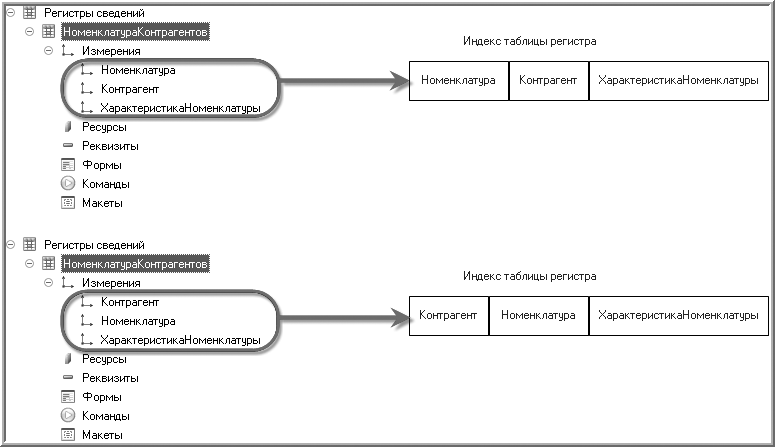 Регистры сведений
НоменклатураКонтрагентов
Измерения
Номенклатура
Контрагент
ХарактеристикаНоменклатуры
Ресурсы
Реквизиты
Формы
Команды
Макеты
Индекс таблицы регистра
Номенклатура Контрагент ХарактеристикаНоменклатуры
Регистры сведений
НоменклатураКонтрагентов
Измерения
Контрагент
Номенклатура
ХарактеристикаНоменклатуры
Ресурсы
Реквизиты
Формы
Команды
Макеты
Индекс таблицы регистра
Контрагент Номенклатура ХарактеристикаНоменклатуры